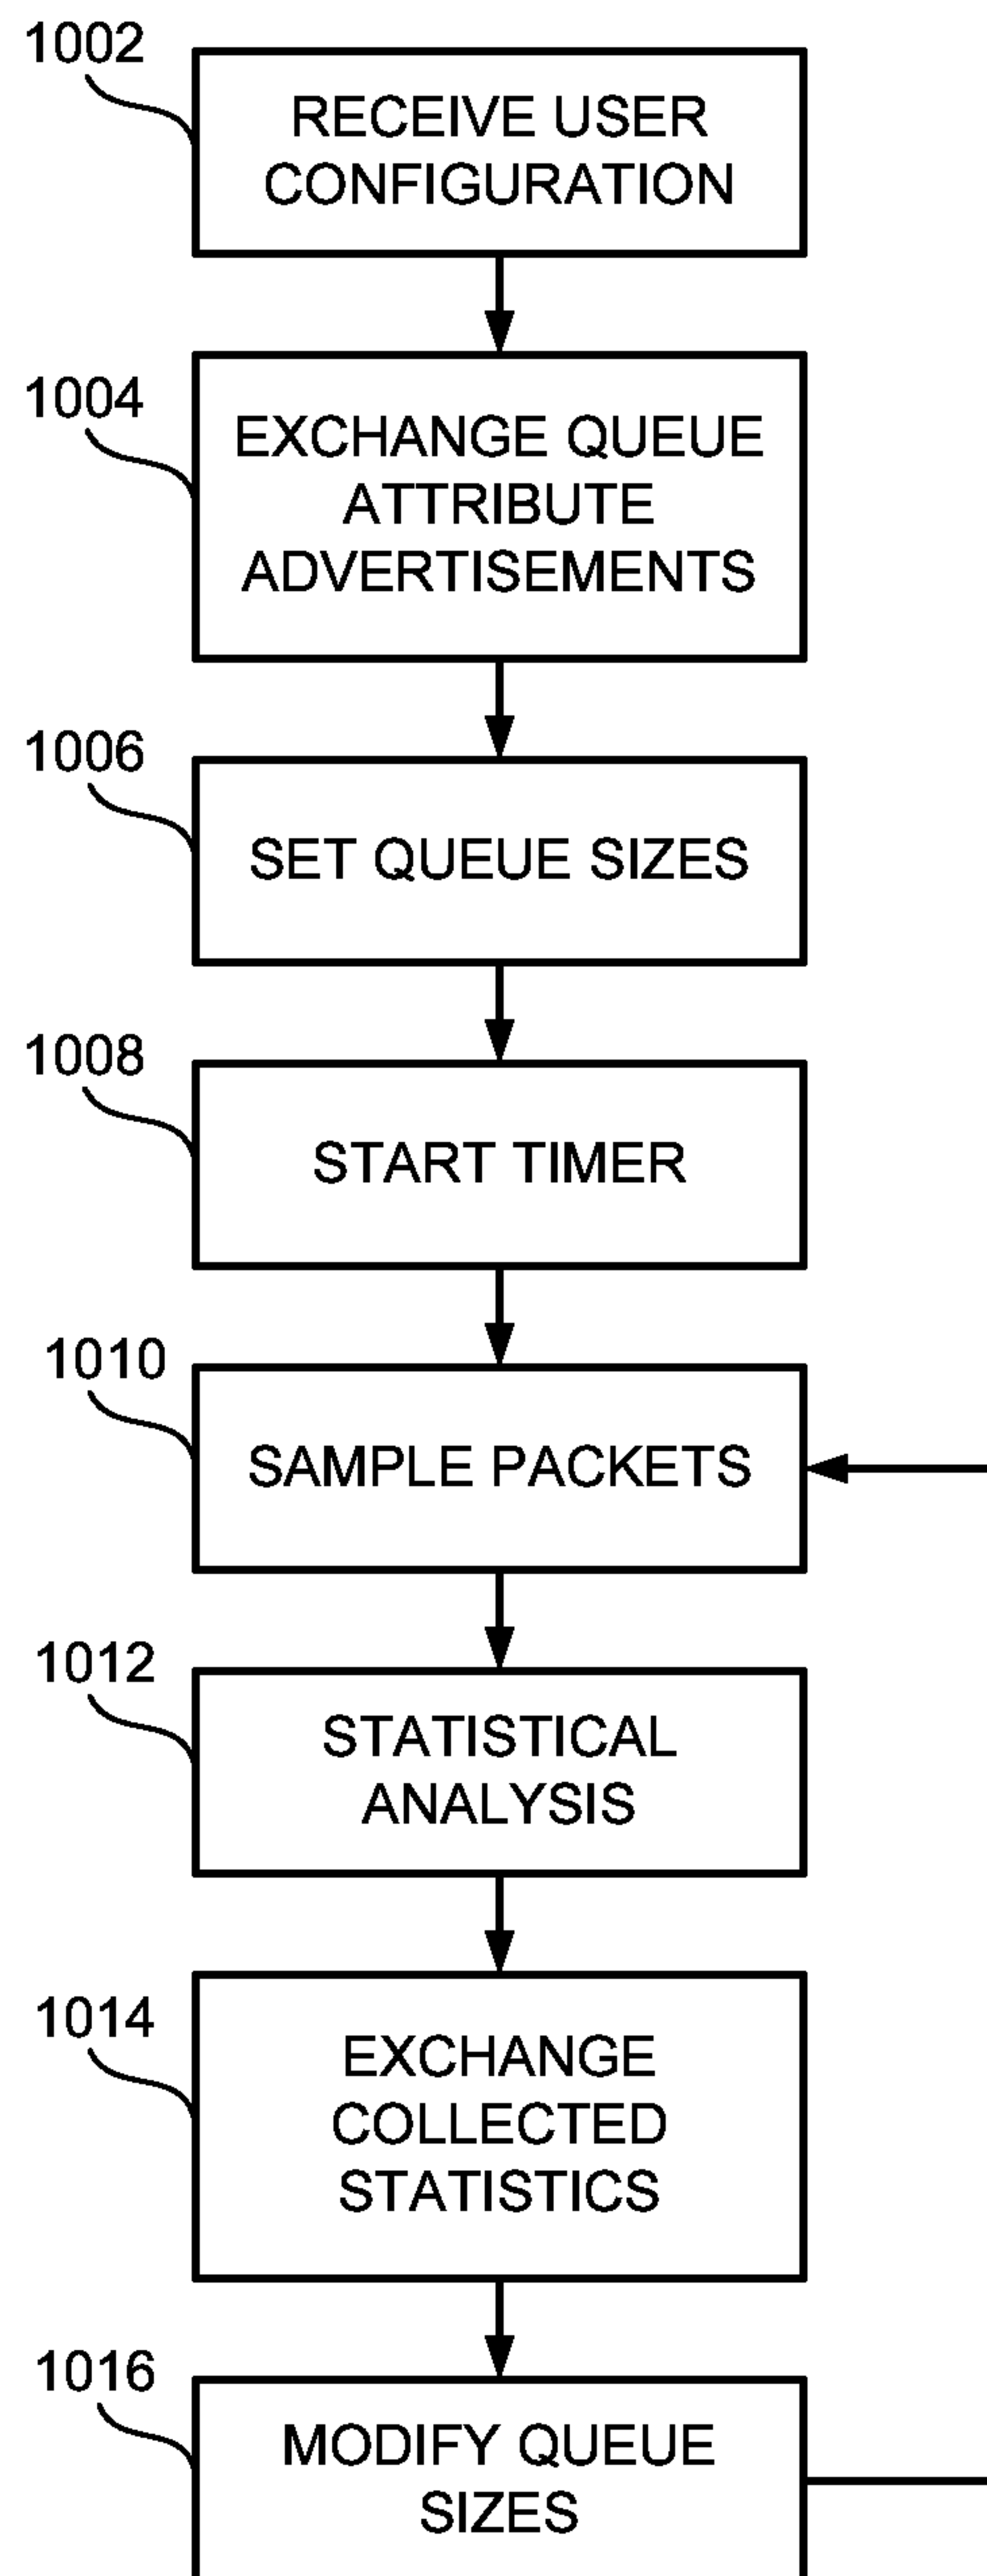 1002
RECEIVE USER
CONFIGURATION
1004
EXCHANGE QUEUE
ATTRIBUTE
ADVERTISEMENTS
1006
SET QUEUE SIZES
1008
START TIMER
1010
SAMPLE PACKETS
1012
STATISTICAL
ANALYSIS
1014
EXCHANGE
COLLECTED
STATISTICS
1016
MODIFY QUEUE
SIZES